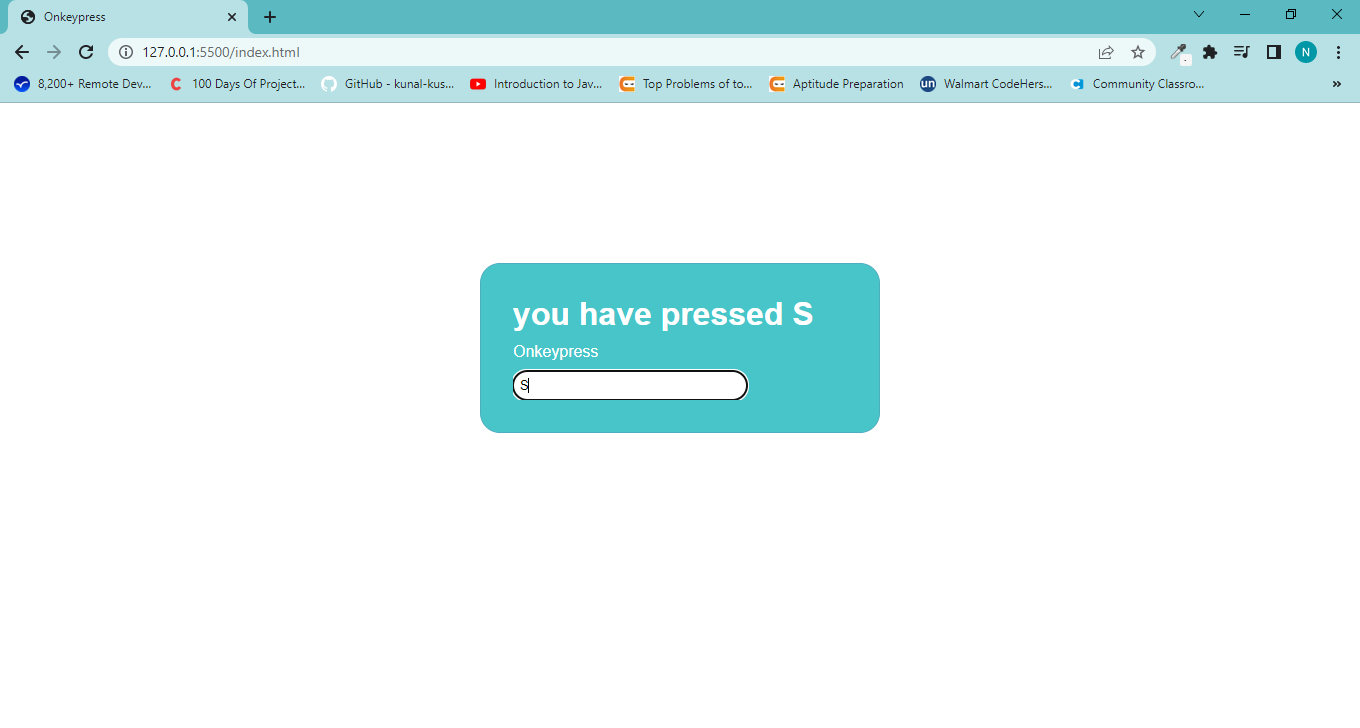 Onkeypress
127.0.0.1:5500/index.html
N
8,200+ Remote Dev... 100 Days Of Project... GitHub - kunal-kus... Introduction to Jav... Top Problems of to... Aptitude Preparation un Walmart CodeHers... Community Classro... »
you have pressed S
Onkeypress
S